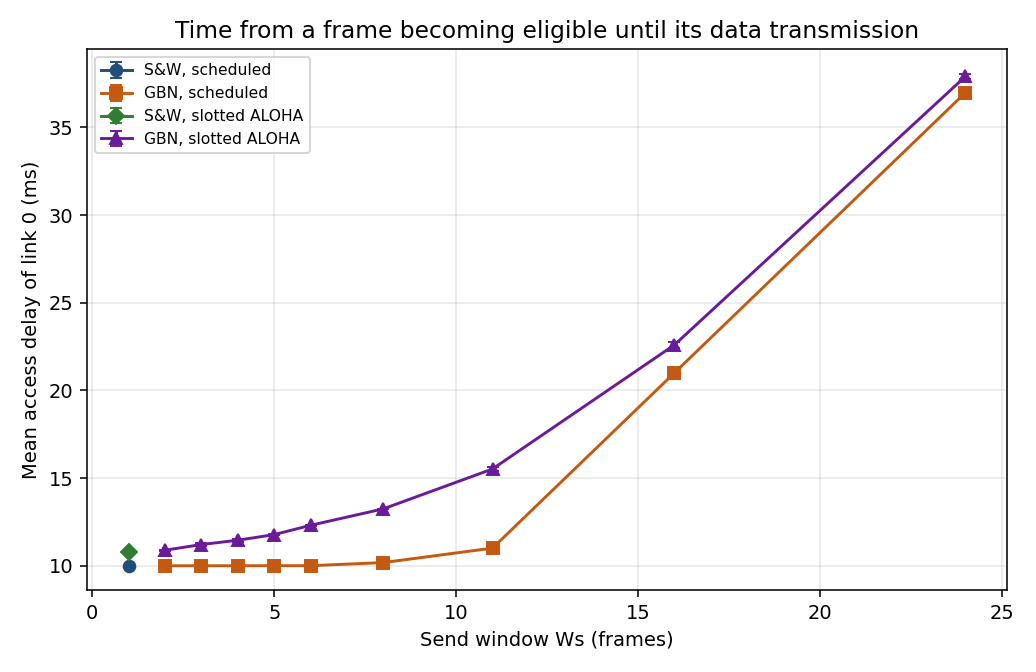 Time from a frame becoming eligible until its data transmission
S&W, scheduled
GBN, scheduled
S&W, slotted ALOHA
GBN, slotted ALOHA
Mean access delay of link 0 (ms)
35
30
25
20
15
10
0 5 10 15 20 25
Send window Ws (frames)